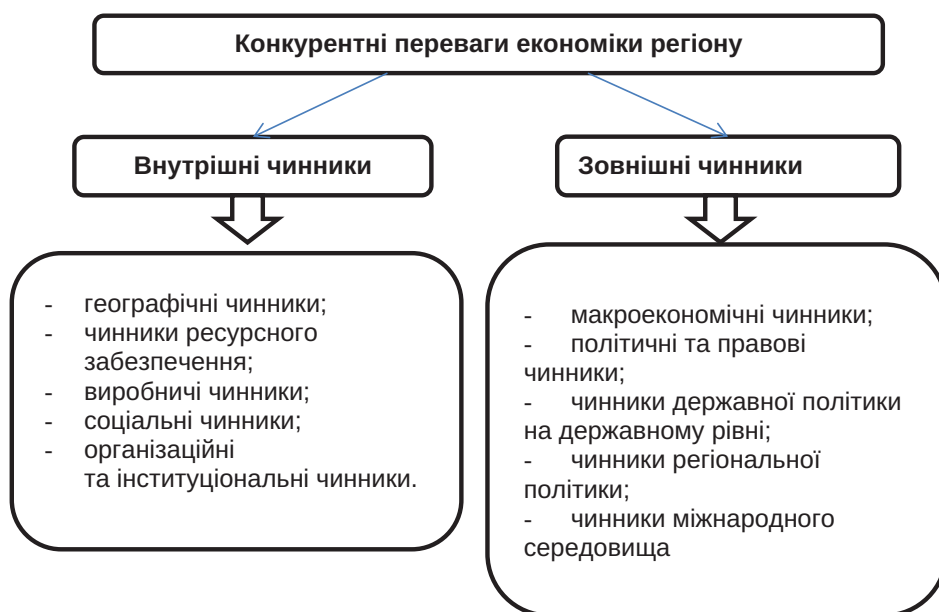 Конкурентні переваги економіки регіону
Внутрішні чинники
- географічні чинники;
- чинники ресурсного
забезпечення;
- виробничі чинники;
- соціальні чинники;
- організаційні
та інституціональні чинники.
Зовнішні чинники
- макроекономічні чинники;
- політичні та правові
чинники;
- чинники державної політики
на державному рівні;
- чинники регіональної
політики;
- чинники міжнародного
середовища